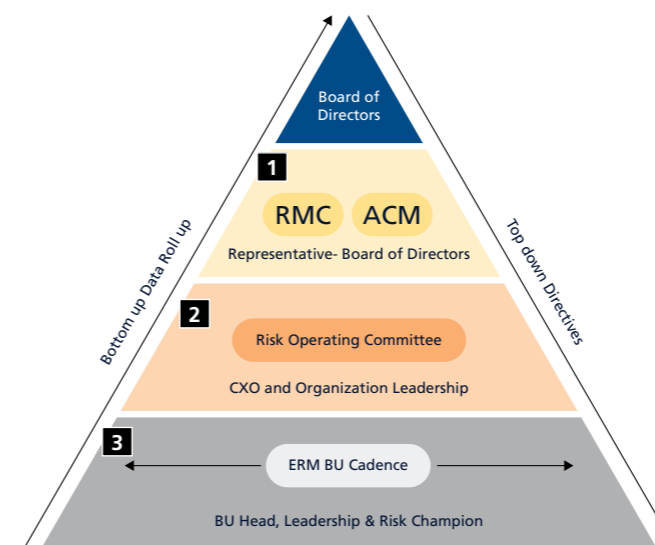 Board of
Directors
1
RMC
ACM
Representative- Board of Directors
Bottom up Data Roll up
Top down Directives
2
Risk Operating Committee
CXO and Organization Leadership
3
ERM BU Cadence
BU Head, Leadership & Risk Champion